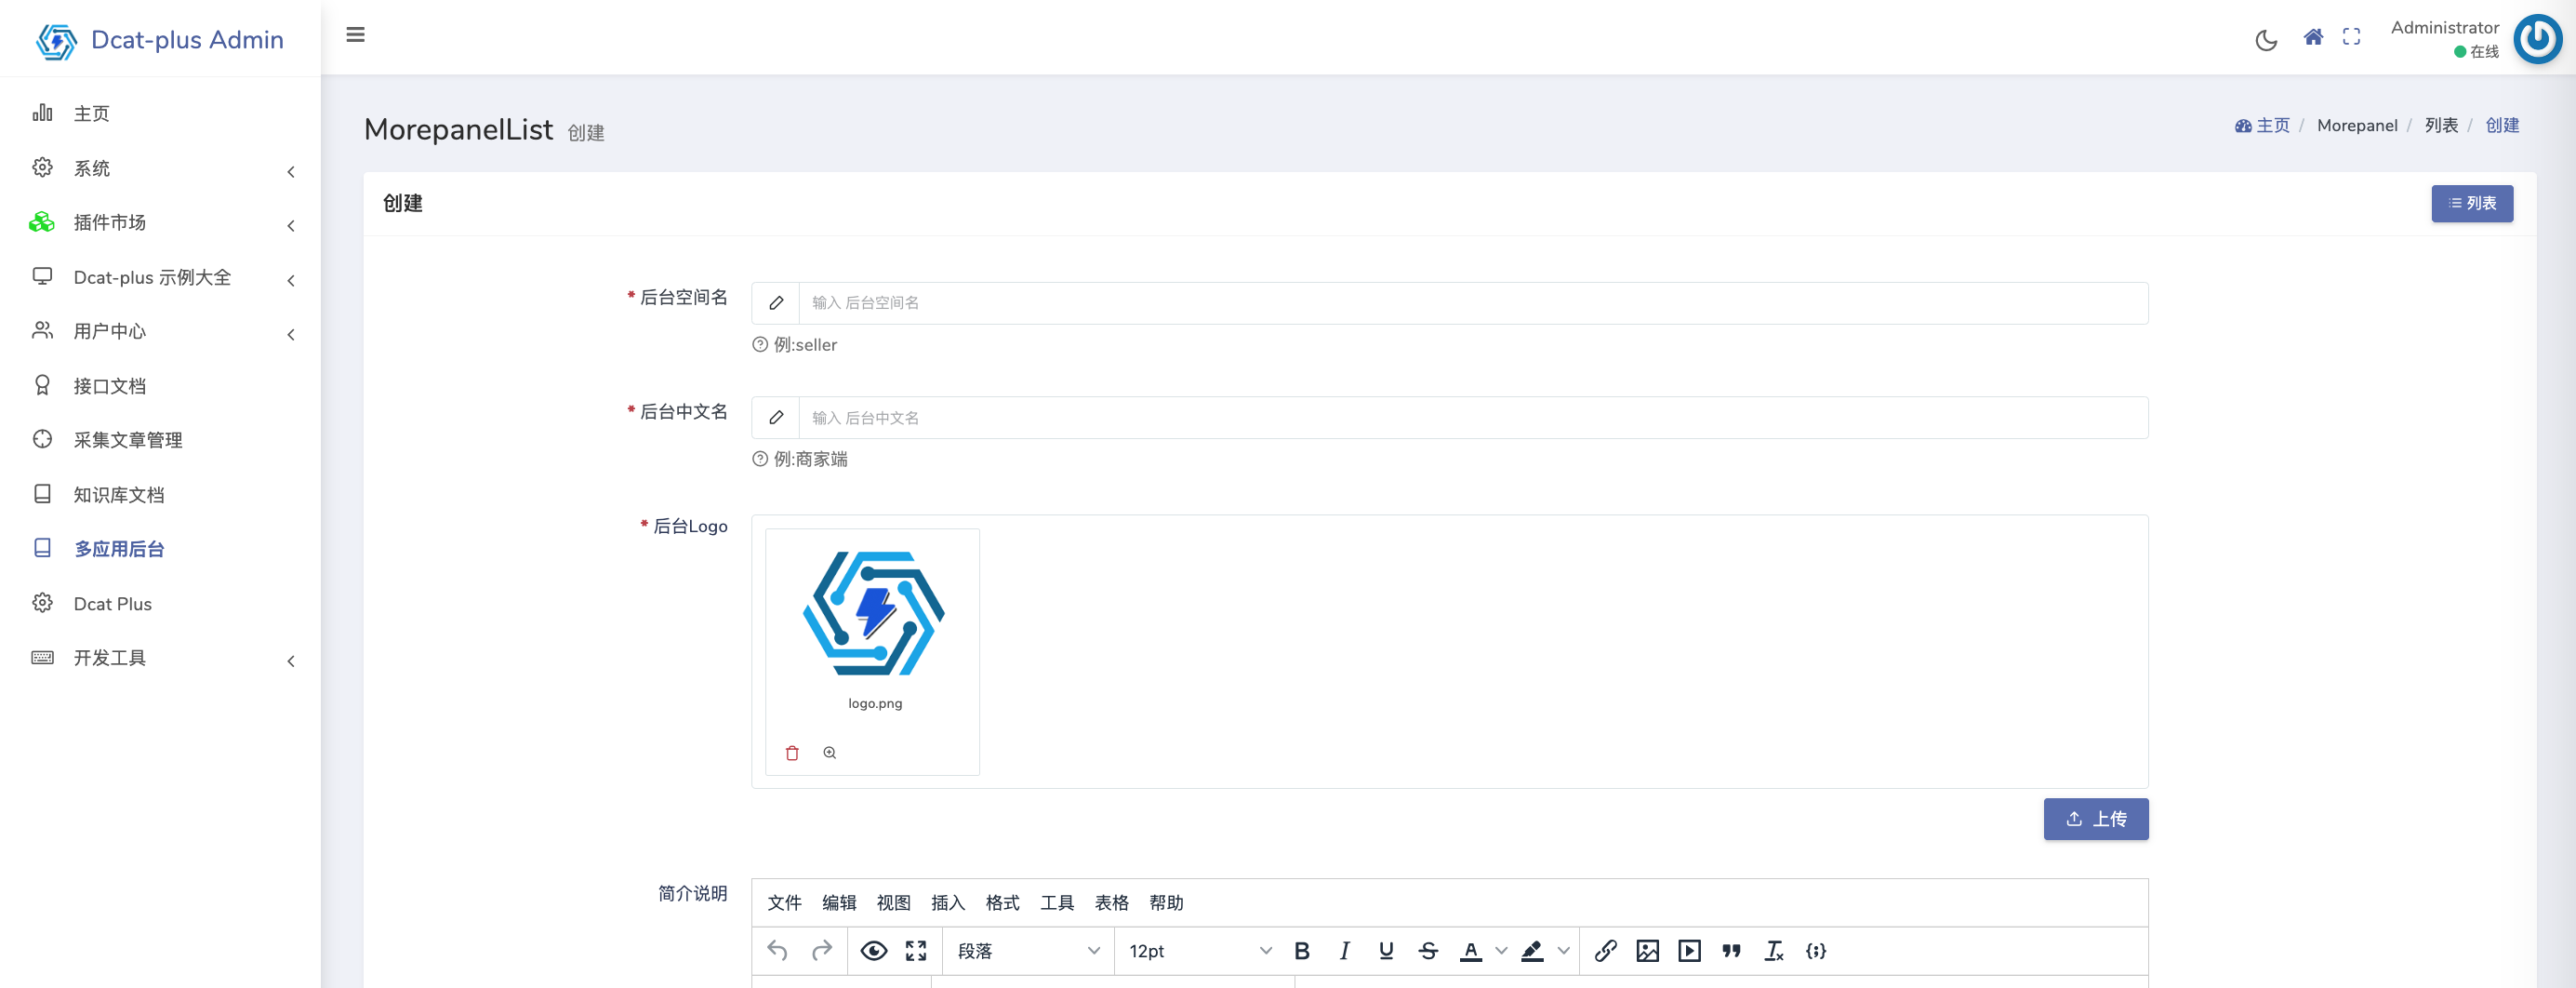 Dcat-plus Admin
Administrator
在线
主页
系统
插件市场
Dcat-plus 示例大全
用户中心
接口文档
采集文章管理
知识库文档
多应用后台
Dcat Plus
开发工具
MorepanelList 创建
主页 / Morepanel / 列表 / 创建
创建
列表
* 后台空间名
输入 后台空间名
例:seller
* 后台中文名
输入 后台中文名
例:商家端
* 后台Logo
logo.png
上传
简介说明
文件 编辑 视图 插入 格式 工具 表格 帮助
段落 12pt